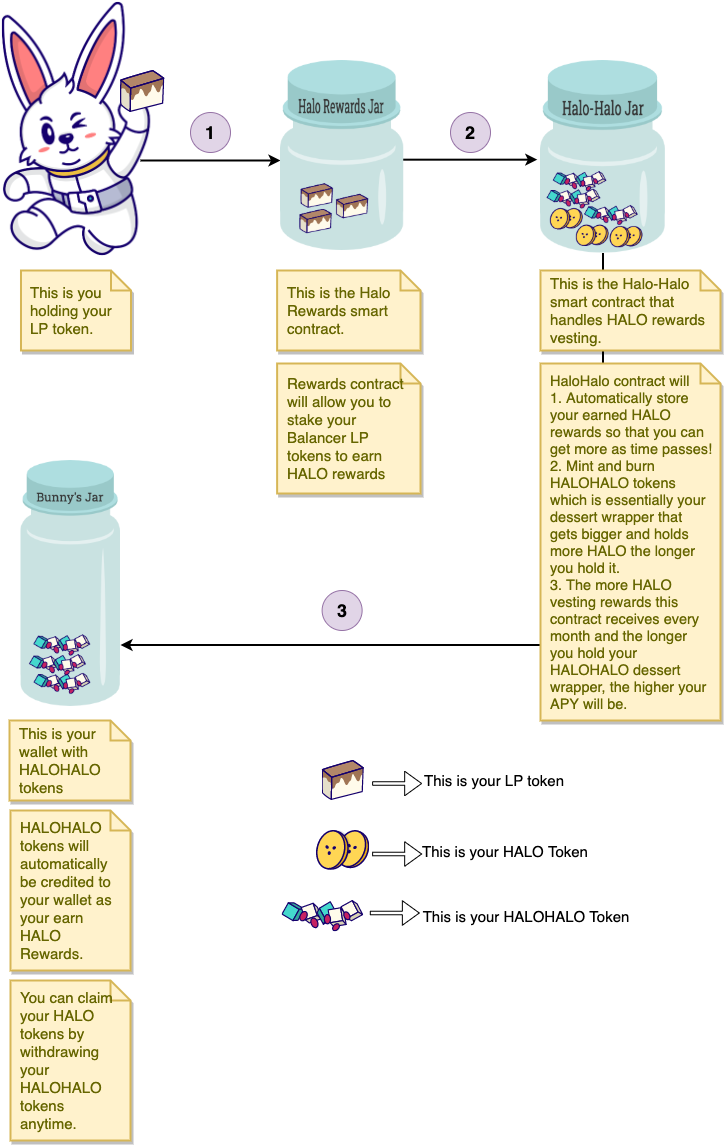 1
2
Halo Rewards Jar
Halo-Halo Jar
This is you
holding your
LP token.
This is the Halo
Rewards smart
contract.
This is the Halo-Halo
smart contract that
handles HALO rewards
vesting.
Rewards contract
will allow you to
stake your
Balancer LP
tokens to earn
HALO rewards
HaloHalo contract will
1. Automatically store
your earned HALO
rewards so that you can
get more as time passes!
2. Mint and burn
HALOHALO tokens
which is essentially your
dessert wrapper that
gets bigger and holds
more HALO the longer
you hold it.
3. The more HALO
vesting rewards this
contract receives every
month and the longer
you hold your
HALOHALO dessert
wrapper, the higher your
APY will be.
Bunny's Jar
3
This is your
wallet with
HALOHALO
tokens
HALOHALO
tokens will
automatically
be credited to
your wallet as
your earn
HALO
Rewards.
You can claim
your HALO
tokens by
withdrawing
your
HALOHALO
tokens
anytime.
This is your LP token
This is your HALO Token
This is your HALOHALO Token